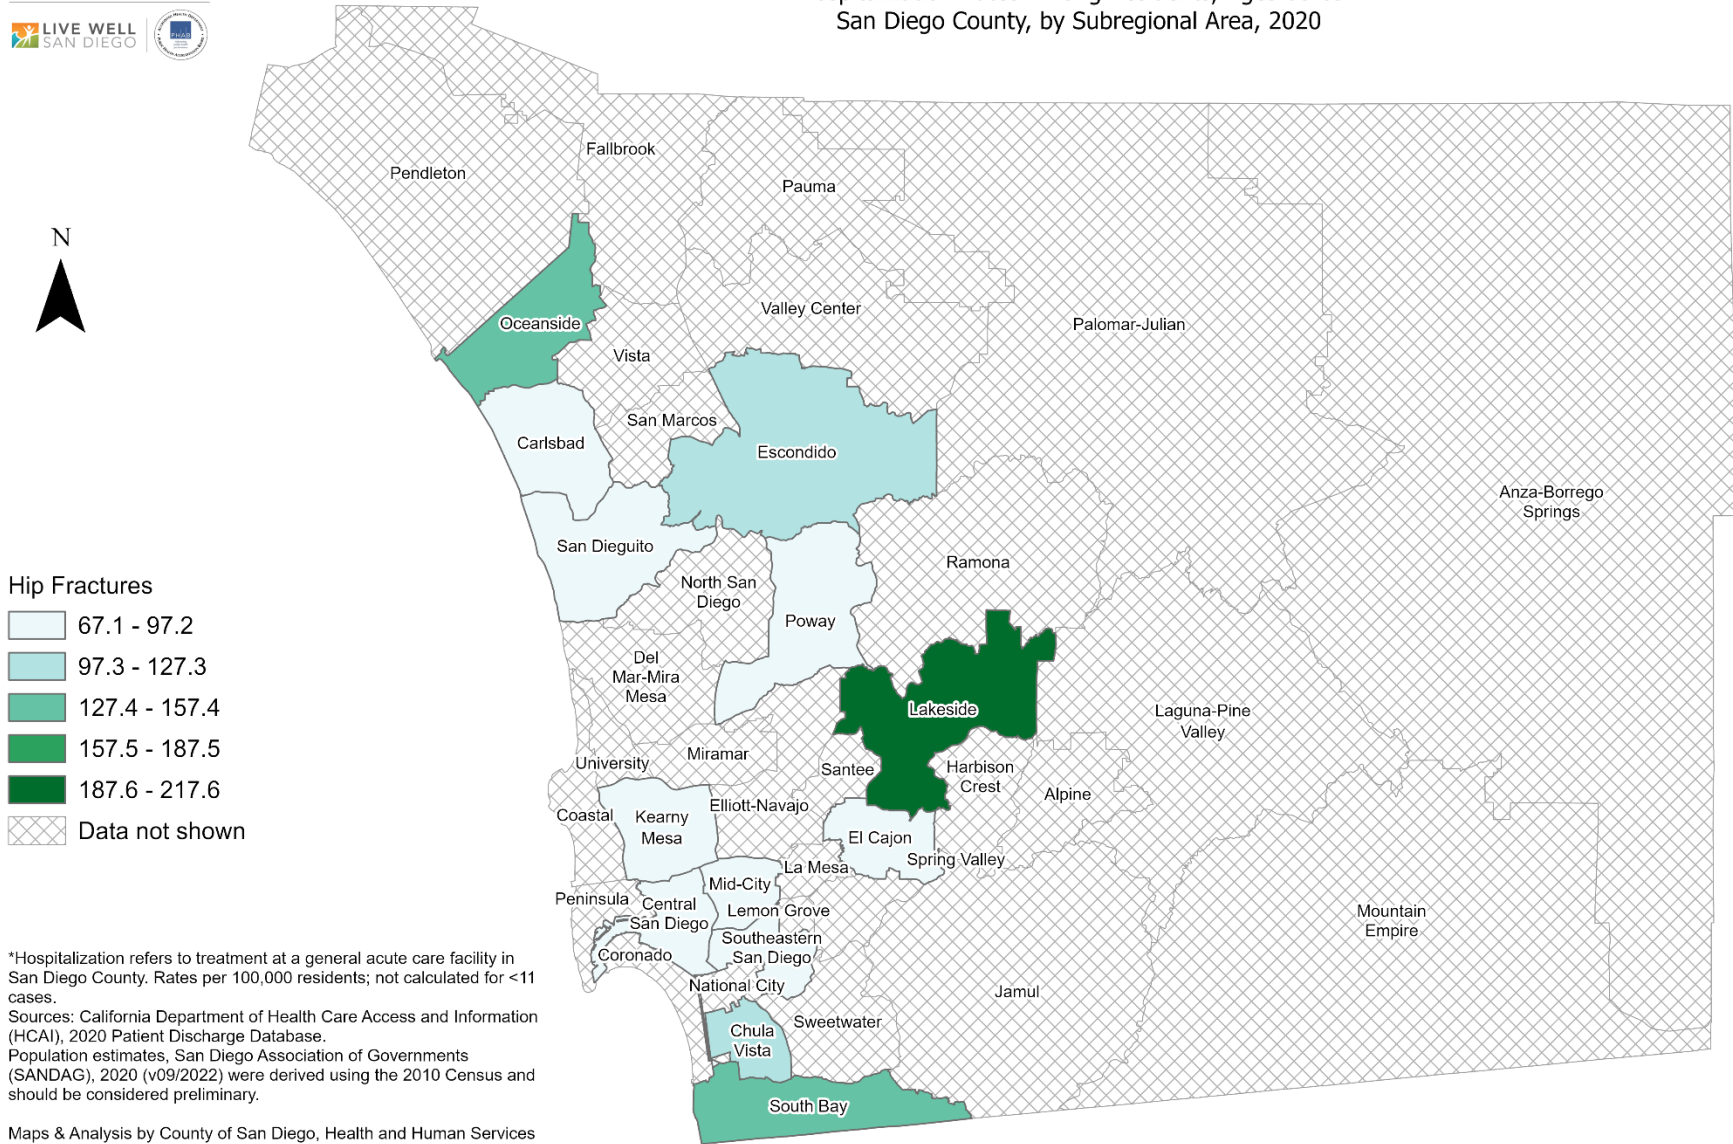 LIVE WELL
SAN DIEGO
PHAB
San Diego County, by Subregional Area, 2020
Fallbrook
Pendleton
Pauma
N
Valley Center
Oceanside
Palomar-Julian
Vista
San Marcos
Carlsbad
Escondido
Anza-Borrego
Springs
San Dieguito
Ramona
North San
Diego
Poway
Del
Mar-Mira
Mesa
Lakeside
Laguna-Pine
Valley
Miramar
University
Santee
Harbison
Crest
Alpine
Elliott-Navajo
Coastal
Kearny
Mesa
El Cajon
Spring Valley
La Mesa
Mid-City
Peninsula
Central
San Diego
Lemon Grove
Mountain
Empire
Southeastern
San Diego
Coronado
National City
Jamul
Sweetwater
Chula
Vista
South Bay
Hip Fractures
67.1 - 97.2
97.3 - 127.3
127.4 - 157.4
157.5 - 187.5
187.6 - 217.6
Data not shown
*Hospitalization refers to treatment at a general acute care facility in
San Diego County. Rates per 100,000 residents; not calculated for <11
cases.
Sources: California Department of Health Care Access and Information
(HCAI), 2020 Patient Discharge Database.
Population estimates, San Diego Association of Governments
(SANDAG), 2020 (v09/2022) were derived using the 2010 Census and
should be considered preliminary.
Maps & Analysis by County of San Diego, Health and Human Services